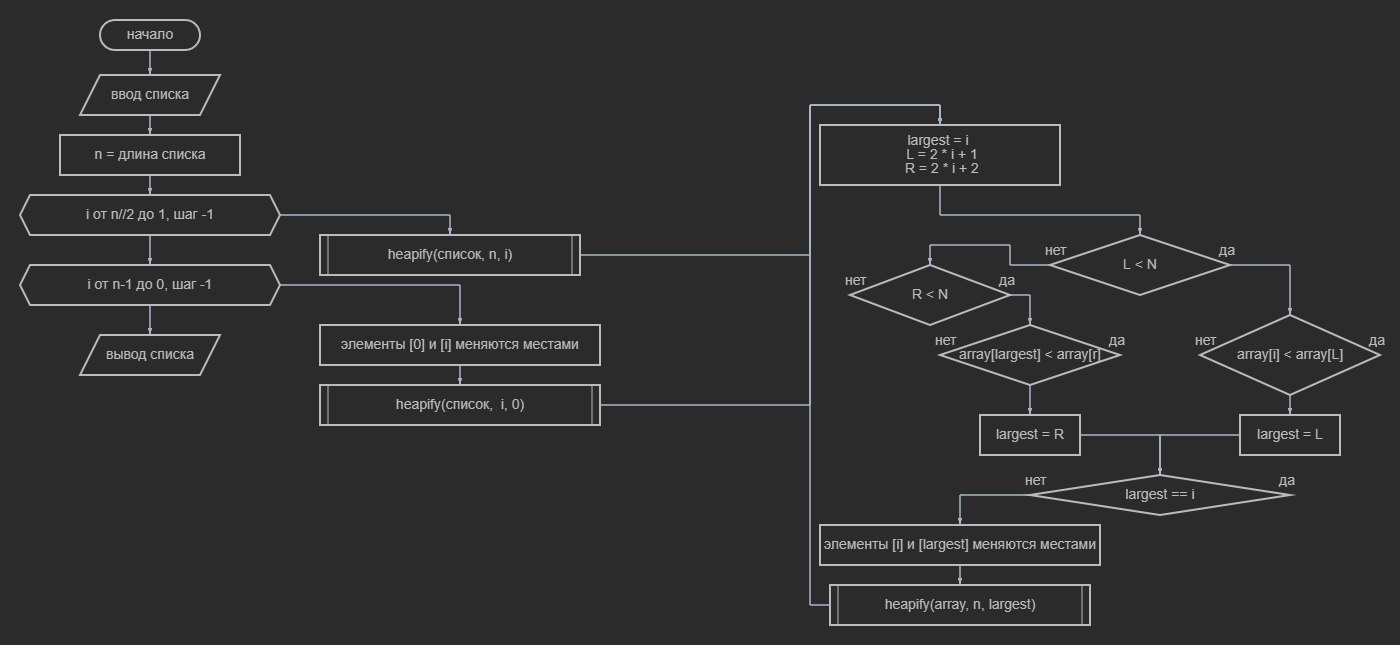 начало
ввод списка
n = длина списка
i от n//2 до 1, шаг -1
heapify(список, n, i)
i от n-1 до 0, шаг -1
элементы [0] и [i] меняются местами
heapify(список, i, 0)
вывод списка
largest = i
L = 2 * i + 1
R = 2 * i + 2
нет
L < N
да
нет
R < N
да
нет
array[largest] < array[r]
да
нет
array[i] < array[L]
да
largest = R
largest = L
нет
largest == i
да
элементы [i] и [largest] меняются местами
heapify(array, n, largest)